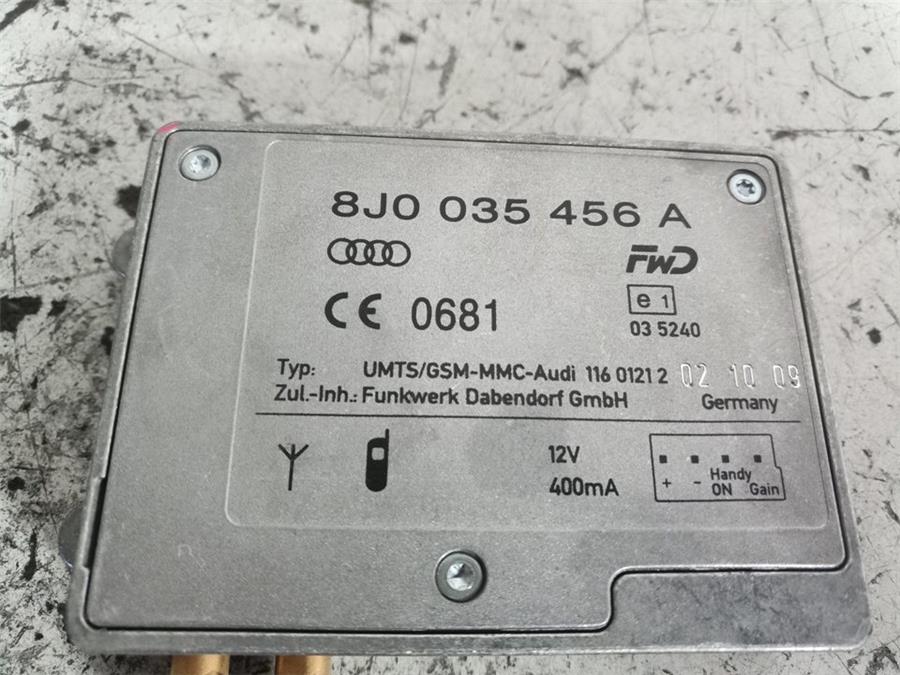 8J0 035 456 A
FWD
CE 0681
e 1
03 5240
Typ: UMTS/GSM-MMC-Audi 116 0121 2 02 10 09
Zul.-Inh.: Funkwerk Dabendorf GmbH Germany
12V
400mA
+ - Handy ON Gain